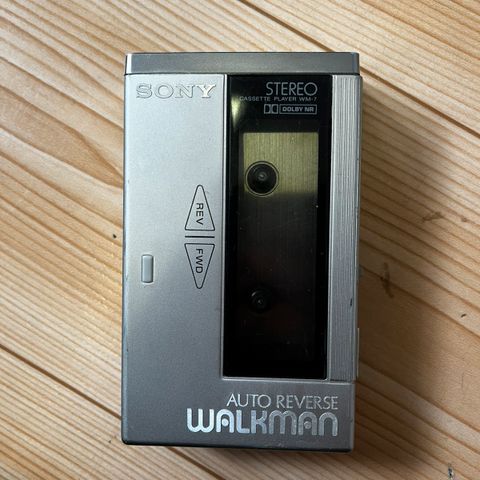 SONY
STEREO
CASSETTE PLAYER WM-7
DOLBY NR
REV
FWD
AUTO REVERSE
WALKMAN